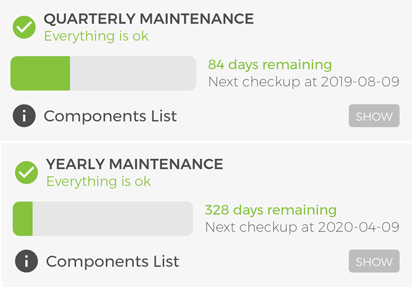 QUARTERLY MAINTENANCE
Everything is ok
84 days remaining
Next checkup at 2019-08-09
Components List
SHOW
YEARLY MAINTENANCE
Everything is ok
328 days remaining
Next checkup at 2020-04-09
Components List
SHOW